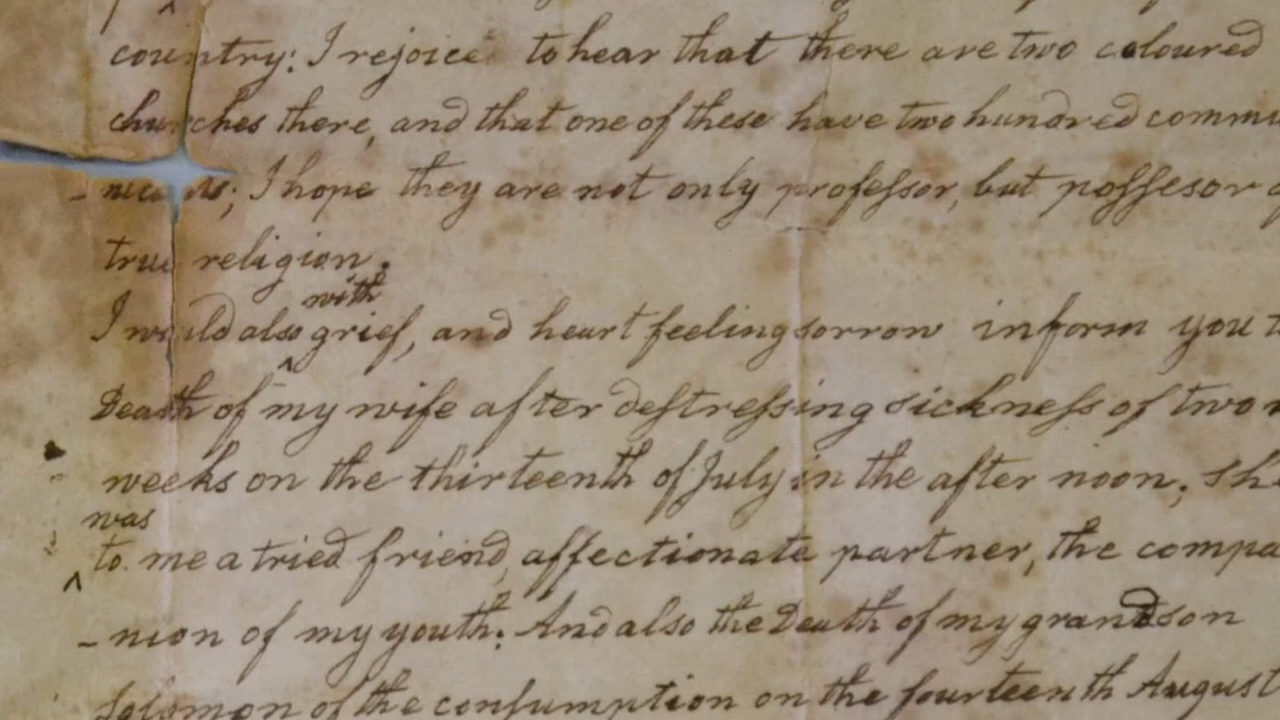 country: I rejoice to hear that there are two coloured
churches there, and that one of these have two hundred commu
- nicants; I hope they are not only professor, but possesor
true religion.
with
I would also ^ grief, and heart feeling sorrow inform you
Death of my wife after destressing sickness of two
weeks on the thirteenth of July in the after noon; She
was
^ to me a tried friend, affectionate partner, the compa
- nion of my youth: And also the Death of my grandson
Solomon of the consumption on the fourteenth August